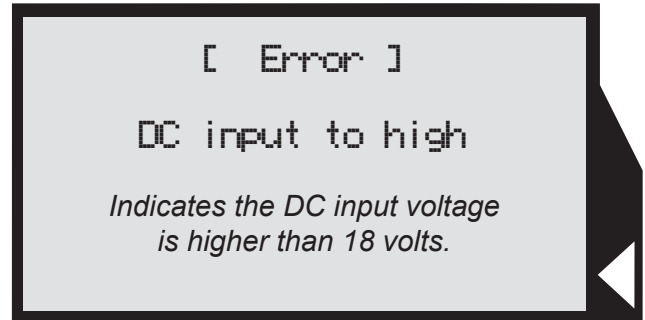 [ Error ]
DC input to high
Indicates the DC input voltage
is higher than 18 volts.